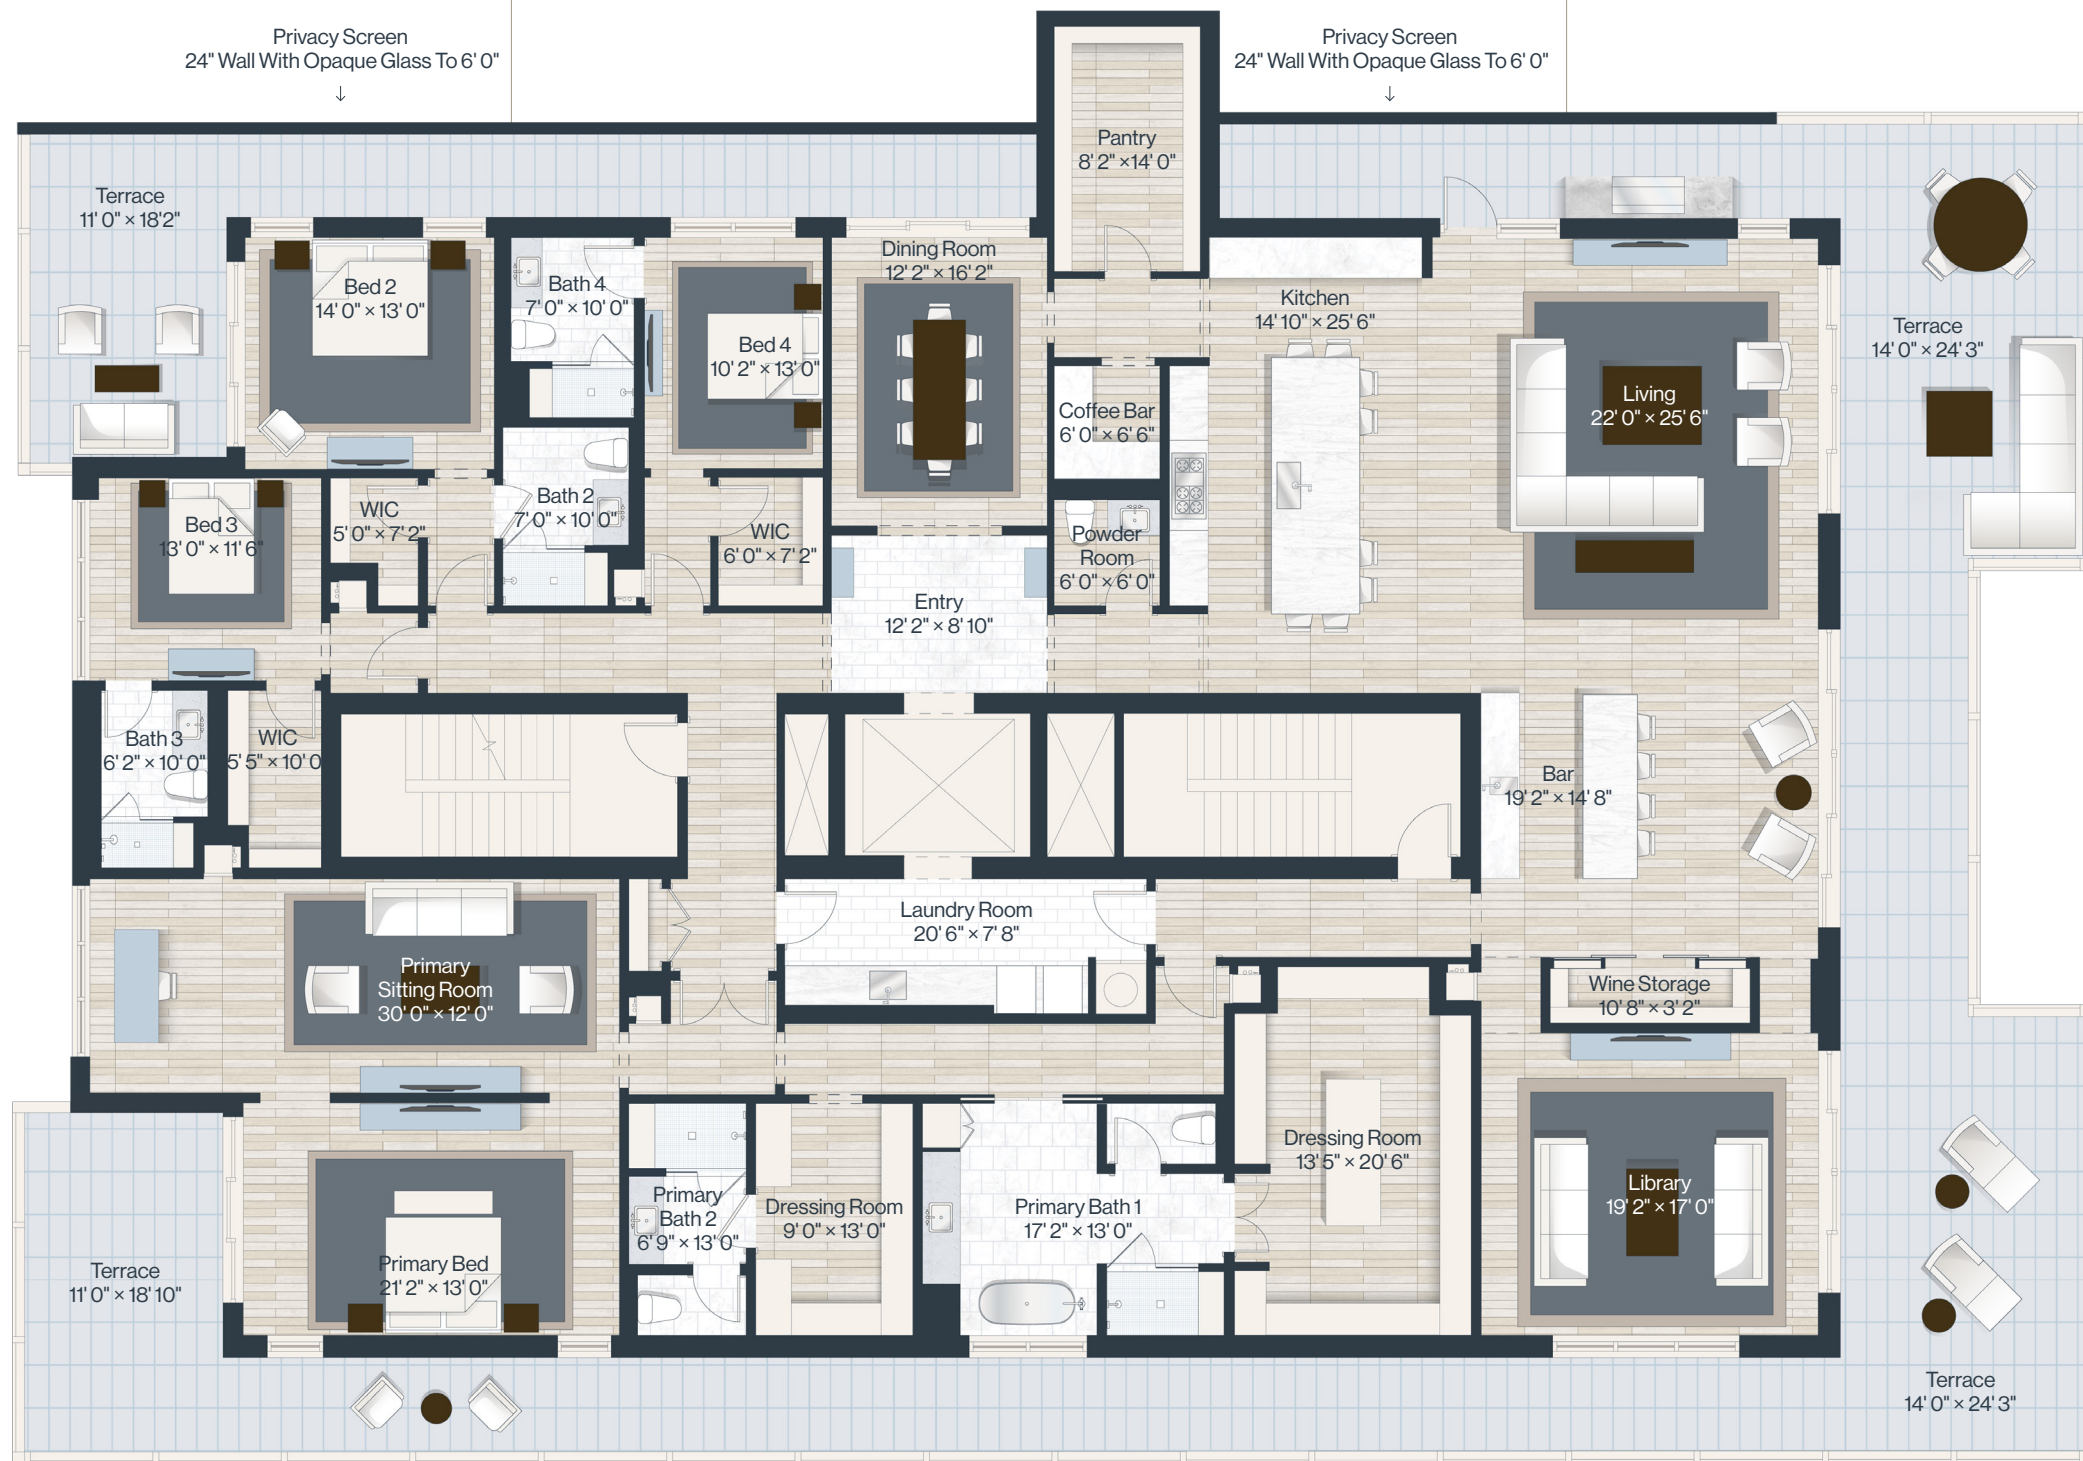 Privacy Screen
24" Wall With Opaque Glass To 6' 0"
↓
Privacy Screen
24" Wall With Opaque Glass To 6' 0"
↓
Pantry
8' 2" × 14' 0"
Terrace
11' 0" × 18'2"
Bed 2
14' 0" × 13' 0"
Bath 4
7' 0" × 10' 0"
Bed 4
10' 2" × 13' 0"
Dining Room
12' 2" × 16' 2"
Kitchen
14' 10" × 25' 6"
Living
22' 0" × 25' 6"
Terrace
14' 0" × 24' 3"
Coffee Bar
6' 0" × 6' 6"
Bed 3
13' 0" × 11' 6"
WIC
5' 0" × 7' 2"
Bath 2
7' 0" × 10' 0"
WIC
6' 0" × 7' 2"
Powder
Room
6' 0" × 6' 0"
Entry
12' 2" × 8' 10"
Bath 3
6' 2" × 10' 0"
WIC
5' 5" × 10' 0
Bar
19' 2" × 14' 8"
Laundry Room
20' 6" × 7' 8"
Primary
Sitting Room
30' 0" × 12' 0"
Wine Storage
10' 8" × 3' 2"
Dressing Room
13' 5" × 20' 6"
Library
19' 2" × 17' 0"
Primary
Bath 2
6' 9" × 13' 0"
Dressing Room
9' 0" × 13' 0"
Primary Bath 1
17' 2" × 13' 0"
Primary Bed
21' 2" × 13' 0"
Terrace
11' 0" × 18' 10"
Terrace
14' 0" × 24' 3"